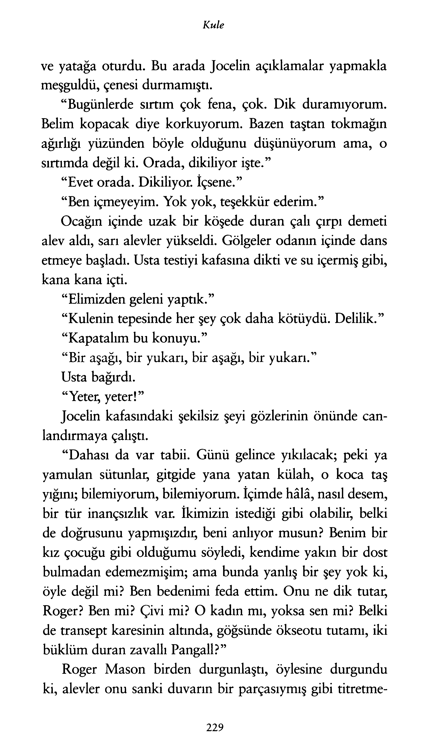 Kule
ve yatağa oturdu. Bu arada Jocelin açıklamalar yapmakla
meşguldü, çenesi durmamıştı.
“Bugünlerde sırtım çok fena, çok. Dik duramıyorum.
Belim kopacak diye korkuyorum. Bazen taştan tokmağın
ağırlığı yüzünden böyle olduğunu düşünüyorum ama, o
sırtımda değil ki. Orada, dikiliyor işte.”
“Evet orada. Dikiliyor. İçsene.”
“Ben içmeyeyim. Yok yok, teşekkür ederim.”
Ocağın içinde uzak bir köşede duran çalı çırpı demeti
alev aldı, sarı alevler yükseldi. Gölgeler odanın içinde dans
etmeye başladı. Usta testiyi kafasına dikti ve su içermiş gibi,
kana kana içti.
“Elimizden geleni yaptık.”
“Kulenin tepesinde her şey çok daha kötüydü. Delilik.”
“Kapatalım bu konuyu.”
“Bir aşağı, bir yukarı, bir aşağı, bir yukarı.”
Usta bağırdı.
“Yeter, yeter!”
Jocelin kafasındaki şekilsiz şeyi gözlerinin önünde can-
landırmaya çalıştı.
“Dahası da var tabii. Günü gelince yıkılacak; peki ya
yamulan sütunlar, gitgide yana yatan külah, o koca taş
yığını; bilemiyorum, bilemiyorum. İçimde hâlâ, nasıl desem,
bir tür inançsızlık var. İkimizin istediği gibi olabilir, belki
de doğrusunu yapmışızdır, beni anlıyor musun? Benim bir
kız çocuğu gibi olduğumu söyledi, kendime yakın bir dost
bulmadan edemezmişim; ama bunda yanlış bir şey yok ki,
öyle değil mi? Ben bedenimi feda ettim. Onu ne dik tutar,
Roger? Ben mi? Çivi mi? O kadın mı, yoksa sen mi? Belki
de transept karesinin altında, göğsünde ökseotu tutamı, iki
büklüm duran zavallı Pangall?”
Roger Mason birden durgunlaştı, öylesine durgundu
ki, alevler onu sanki duvarın bir parçasıymış gibi titretme-
229